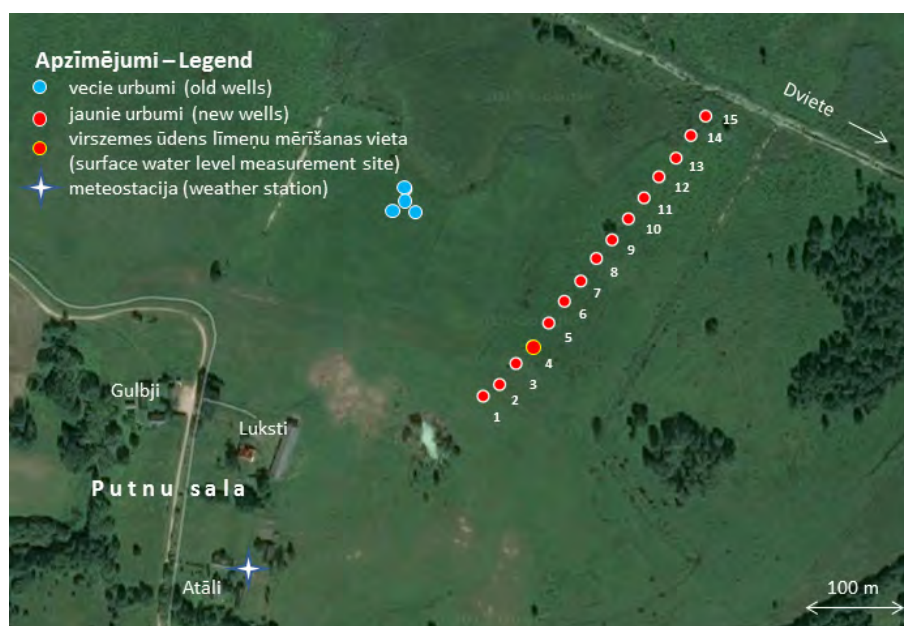 Apzīmējumi – Legend
vecie urbumi (old wells)
jaunie urbumi (new wells)
virszemes ūdens līmeņu mērīšanas vieta
(surface water level measurement site)
meteostacija (weather station)
Dviete
15
14
13
12
11
10
9
8
7
6
5
4
3
2
1
Gulbji
Luksti
Putnu sala
Atāli
100 m